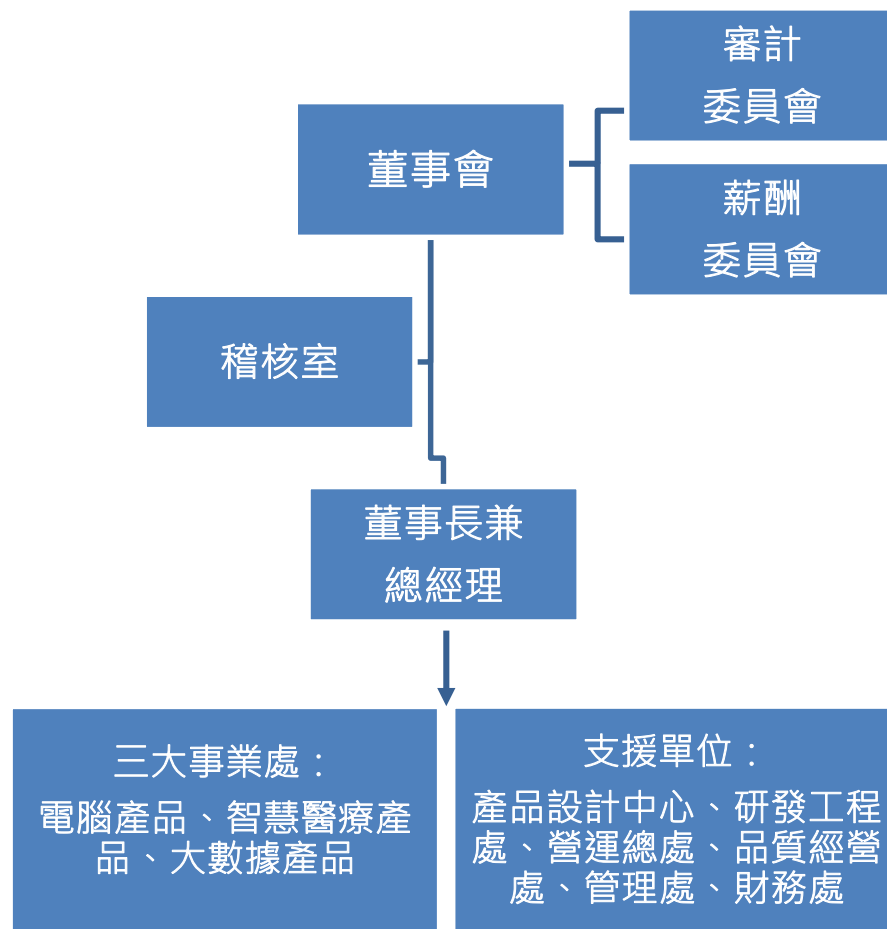 審計
委員會
董事會
薪酬
委員會
稽核室
董事長兼
總經理
三大事業處：
電腦產品、智慧醫療產
品、大數據產品
支援單位：
產品設計中心、研發工程
處、營運總處、品質經營
處、管理處、財務處